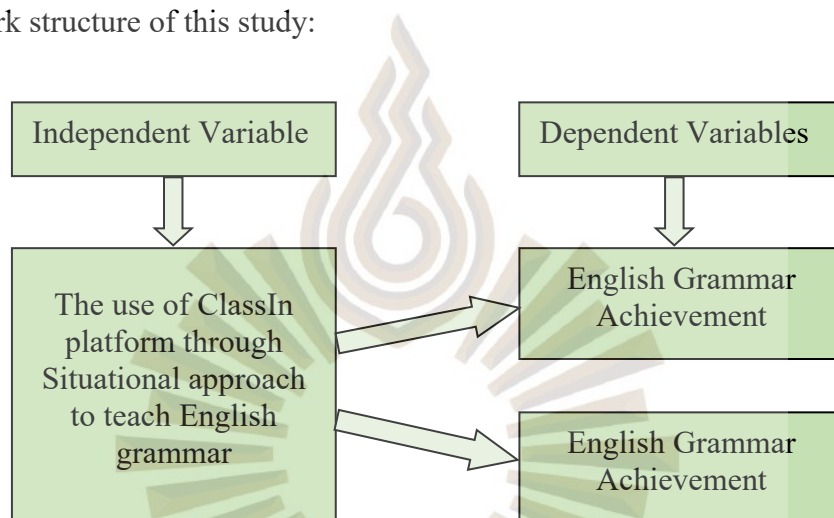 rk structure of this study:
Independent Variable
Dependent Variables
The use of ClassIn
platform through
Situational approach
to teach English
grammar
English Grammar
Achievement
English Grammar
Achievement